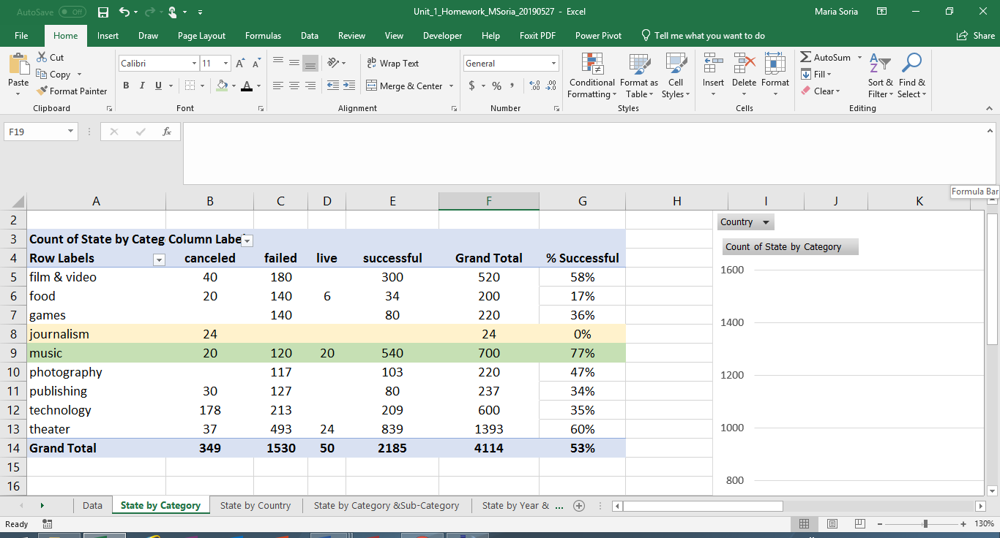 AutoSave Off Unit_1_Homework_MSoria_20190527 - Excel Maria Soria
File Home Insert Draw Page Layout Formulas Data Review View Developer Help Foxit PDF Power Pivot Tell me what you want to do Share
Paste
Cut
Copy
Format Painter
Clipboard
Calibri 11
B I U A
Font
Wrap Text
Merge & Center
Alignment
General
$ % ,
Number
Conditional Formatting
Format as Table
Cell Styles
Styles
Insert Delete Format
Cells
AutoSum
Fill
Clear
Sort & Filter
Find & Select
Editing
F19 fx
Formula Bar
A B C D E F G H I J K
2
3 Count of State by Categ Column Labe
4 Row Labels canceled failed live successful Grand Total % Successful
5 film & video 40 180 300 520 58%
6 food 20 140 6 34 200 17%
7 games 140 80 220 36%
8 journalism 24 24 0%
9 music 20 120 20 540 700 77%
10 photography 117 103 220 47%
11 publishing 30 127 80 237 34%
12 technology 178 213 209 600 35%
13 theater 37 493 24 839 1393 60%
14 Grand Total 349 1530 50 2185 4114 53%
15
16
Country
Count of State by Category
1600
1400
1200
1000
800
Data State by Category State by Country State by Category &Sub-Category State by Year & ...
Ready 130%